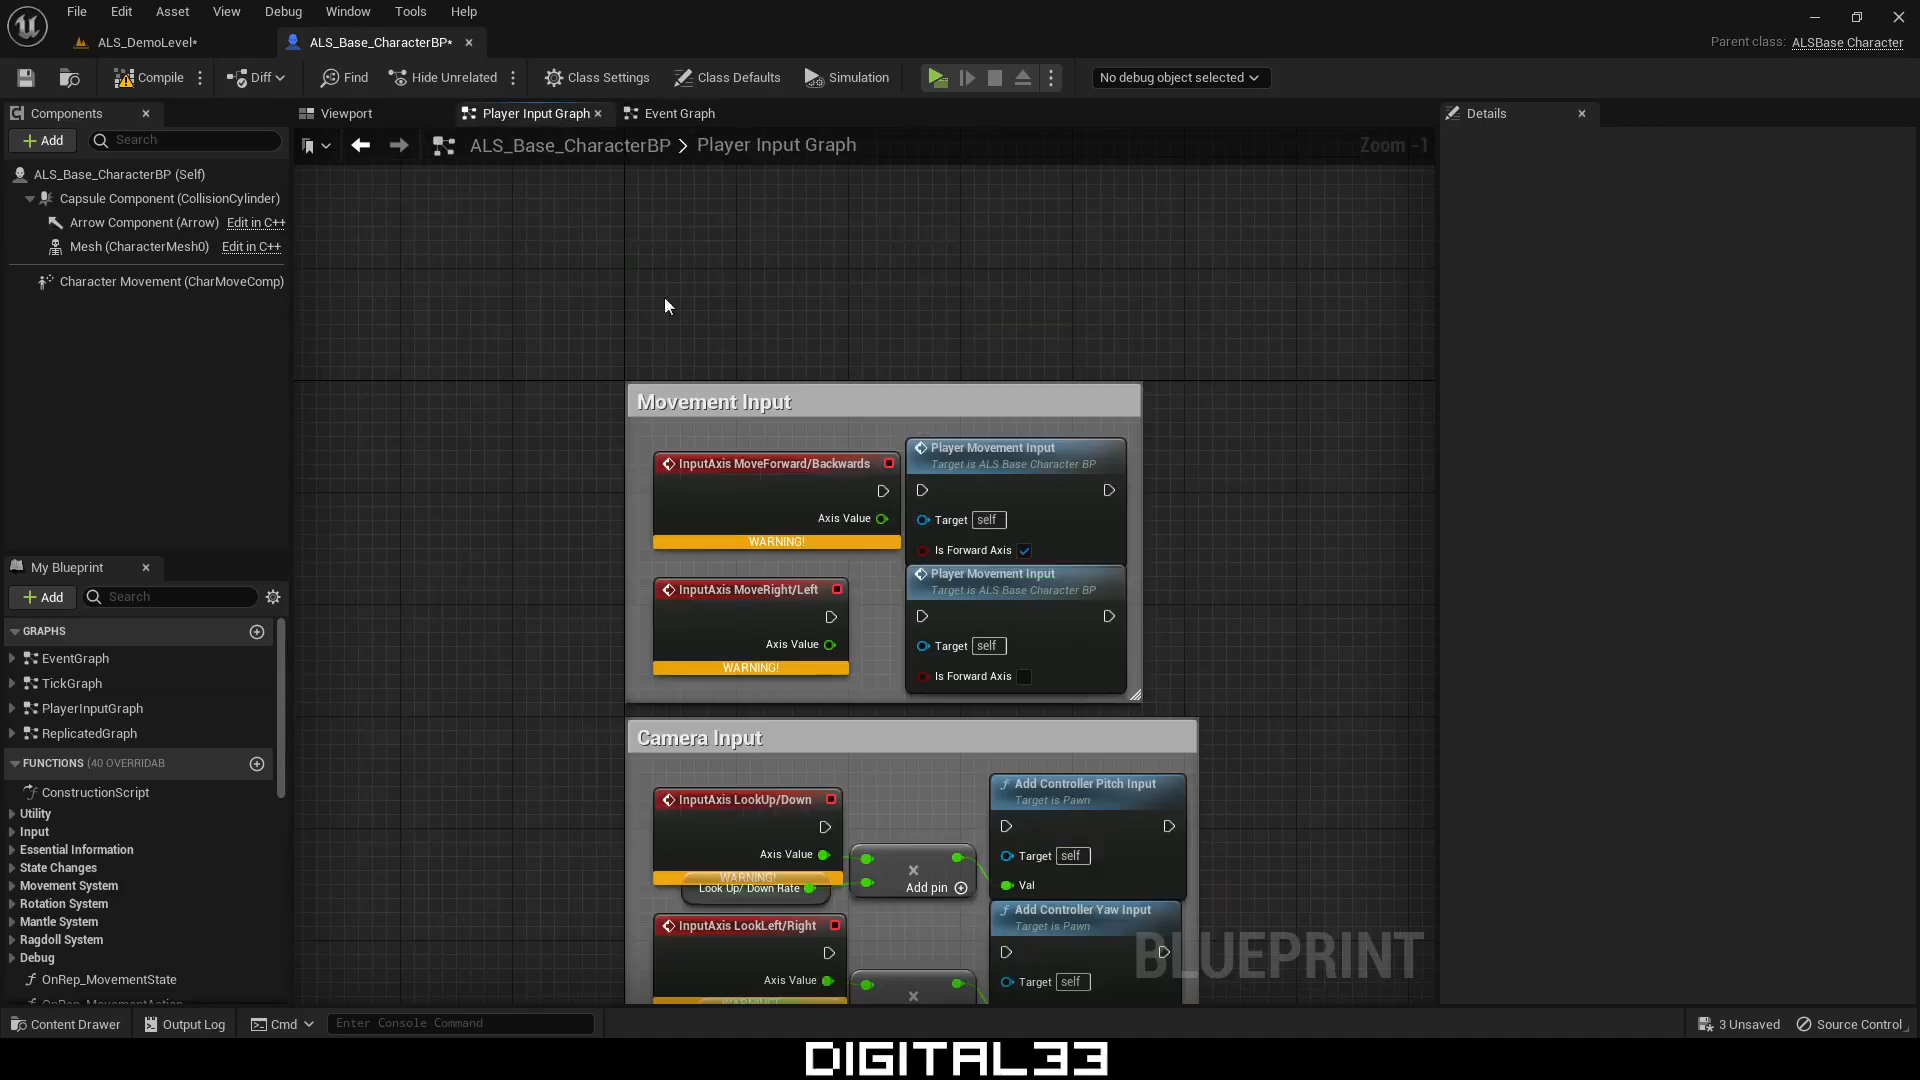 File Edit Asset View Debug Window Tools Help
ALS_DemoLevel*
ALS_Base_CharacterBP*
Parent class: ALSBase Character
Compile Diff Find Hide Unrelated Class Settings Class Defaults Simulation No debug object selected
Components
Add Search
ALS_Base_CharacterBP (Self)
Capsule Component (CollisionCylinder)
Arrow Component (Arrow) Edit in C++
Mesh (CharacterMesh0) Edit in C++
Character Movement (CharMoveComp)
My Blueprint
Add Search
GRAPHS
EventGraph
TickGraph
PlayerInputGraph
ReplicatedGraph
FUNCTIONS (40 OVERRIDAB
ConstructionScript
Utility
Input
Essential Information
State Changes
Movement System
Rotation System
Mantle System
Ragdoll System
Debug
OnRep_MovementState
OnRep_MovementAction
Viewport Player Input Graph Event Graph
ALS_Base_CharacterBP > Player Input Graph
Zoom -1
Movement Input
InputAxis MoveForward/Backwards
Axis Value
WARNING!
Player Movement Input
Target is ALS Base Character BP
Target self
Is Forward Axis
InputAxis MoveRight/Left
Axis Value
WARNING!
Player Movement Input
Target is ALS Base Character BP
Target self
Is Forward Axis
Camera Input
InputAxis LookUp/Down
Axis Value
WARNING!
Look Up/ Down Rate
Add pin
Add Controller Pitch Input
Target is Pawn
Target self
Val
InputAxis LookLeft/Right
Axis Value
WARNING!
Add Controller Yaw Input
Target is Pawn
Target self
BLUEPRINT
Details
Content Drawer Output Log Cmd Enter Console Command
3 Unsaved Source Control
DIGITAL33